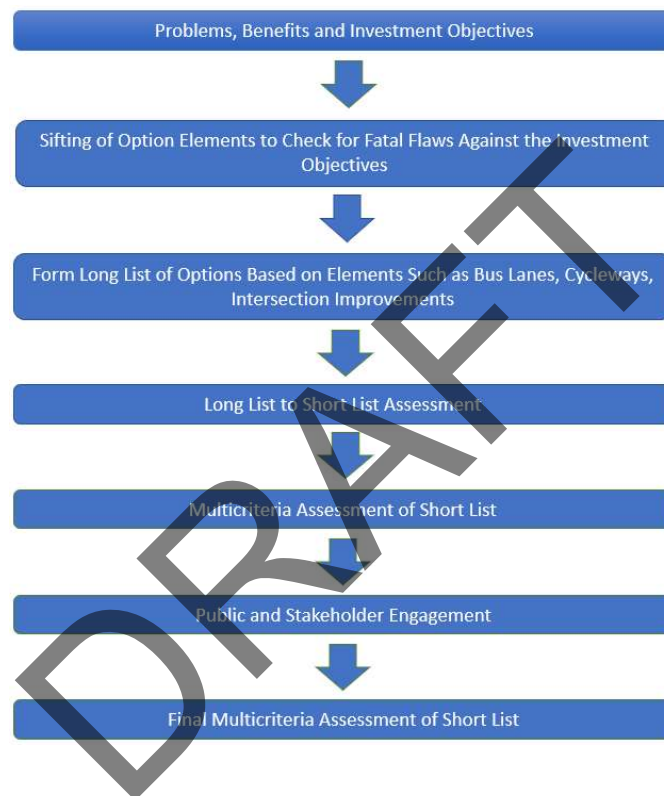 Problems, Benefits and Investment Objectives
Sifting of Option Elements to Check for Fatal Flaws Against the Investment
Objectives
Form Long List of Options Based on Elements Such as Bus Lanes, Cycleways,
Intersection Improvements
Long List to Short List Assessment
Multicriteria Assessment of Short List
Public and Stakeholder Engagement
Final Multicriteria Assessment of Short List
DRAFT